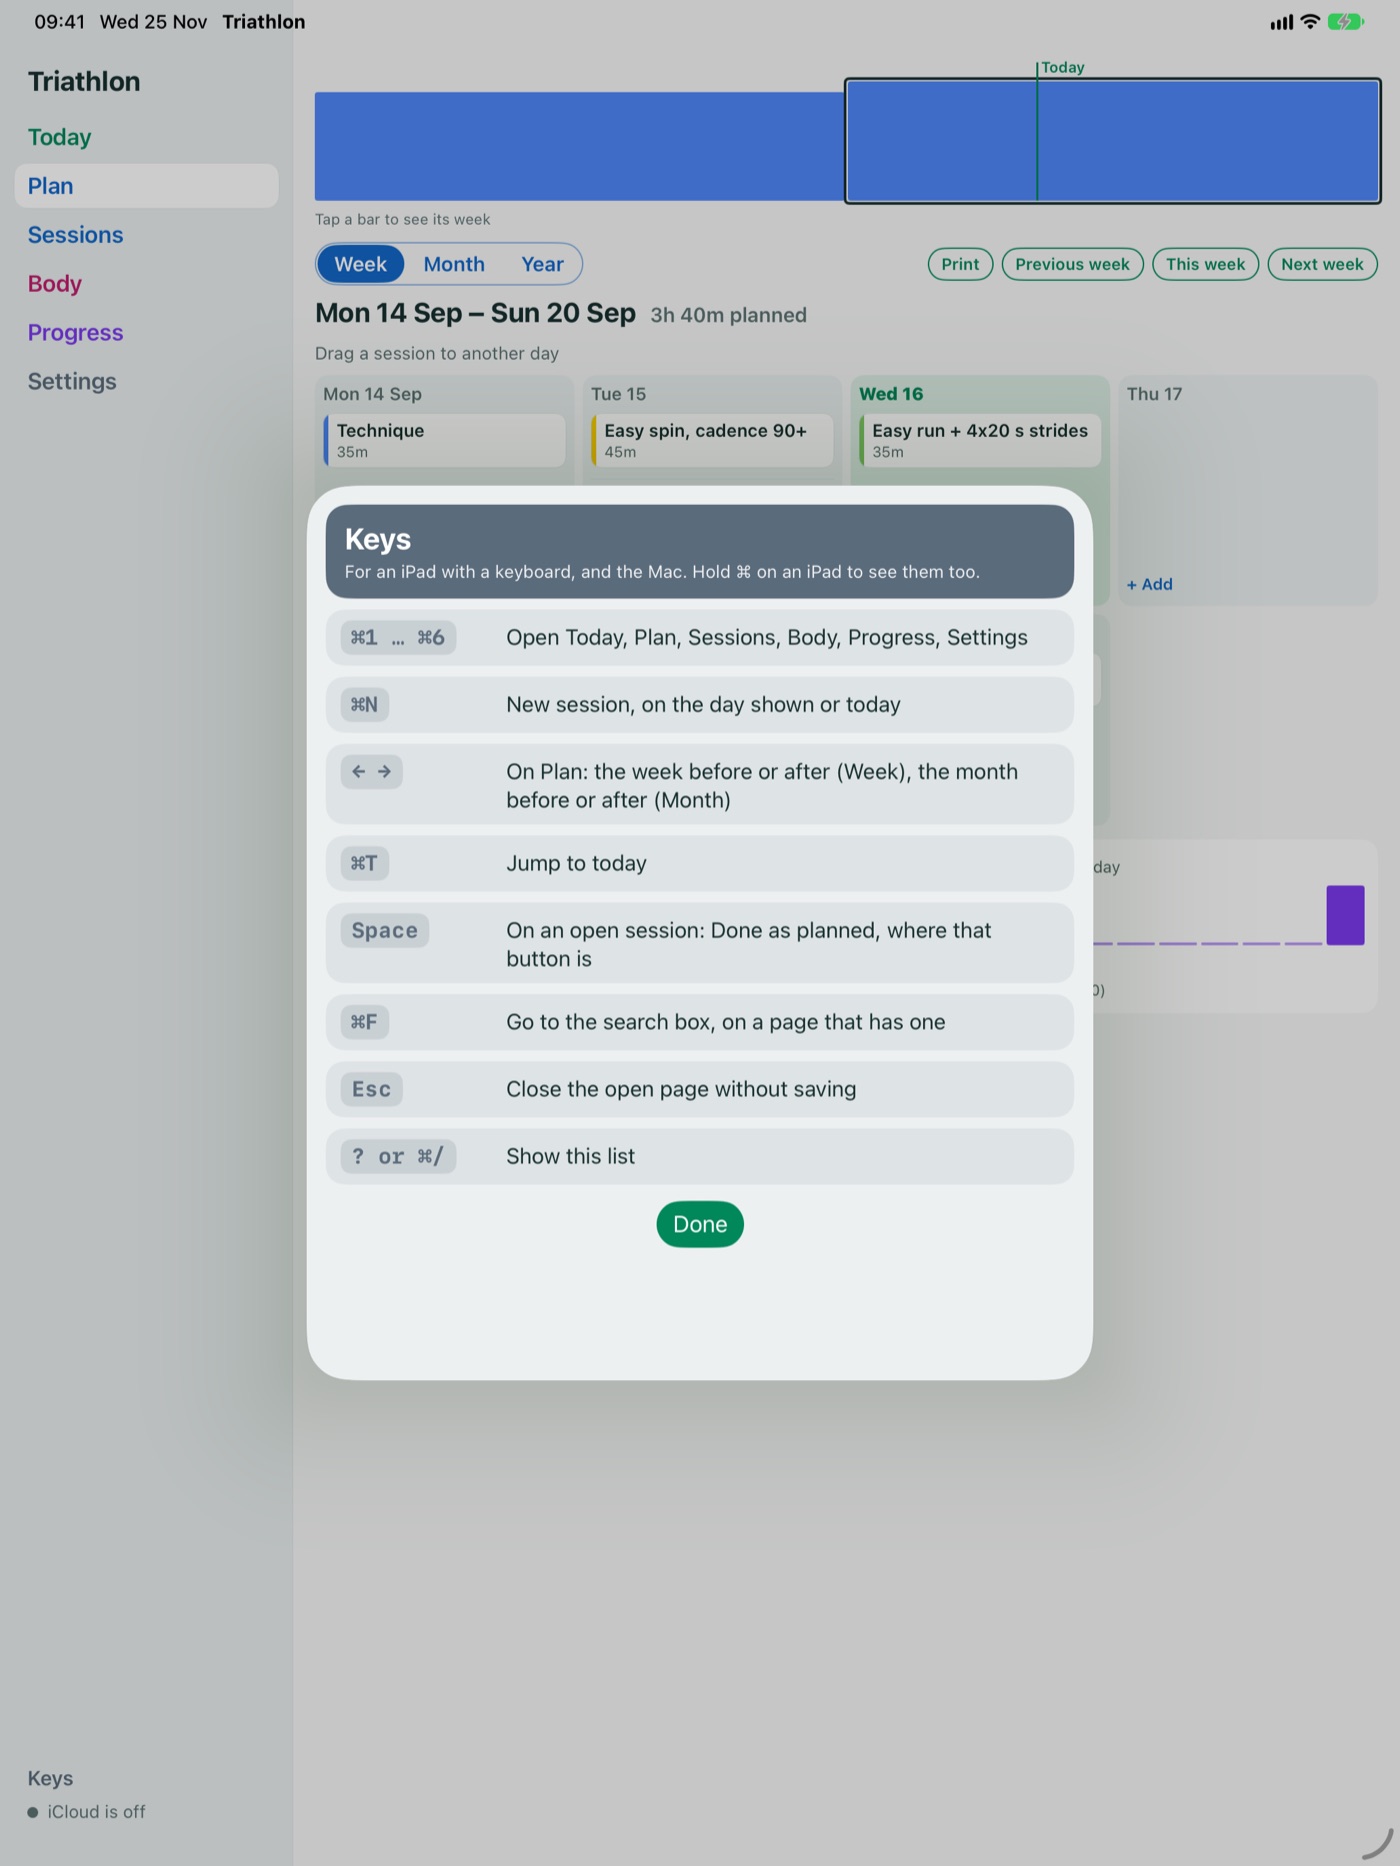 09:41 Wed 25 Nov Triathlon
Triathlon
Today
Plan
Sessions
Body
Progress
Settings
Today
Tap a bar to see its week
Week Month Year
Print Previous week This week Next week
Mon 14 Sep – Sun 20 Sep 3h 40m planned
Drag a session to another day
Mon 14 Sep
Technique
35m
Tue 15
Easy spin, cadence 90+
45m
Wed 16
Easy run + 4x20 s strides
35m
Thu 17
+ Add
Keys
For an iPad with a keyboard, and the Mac. Hold ⌘ on an iPad to see them too.
⌘1 … ⌘6 Open Today, Plan, Sessions, Body, Progress, Settings
⌘N New session, on the day shown or today
← → On Plan: the week before or after (Week), the month
before or after (Month)
⌘T Jump to today
Space On an open session: Done as planned, where that
button is
⌘F Go to the search box, on a page that has one
Esc Close the open page without saving
? or ⌘/ Show this list
Done
day
Keys
iCloud is off